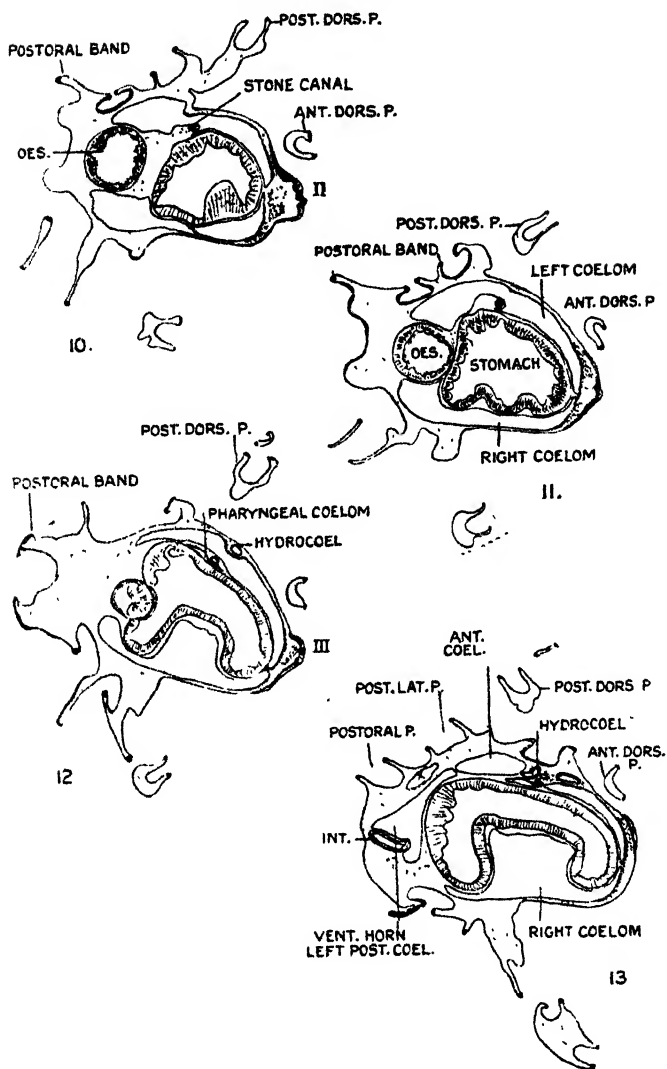 POST. DORS. P.
POSTORAL BAND
STONE CANAL
ANT. DORS. P.
OES.
II
10.
POST. DORS. P.
POSTORAL BAND
LEFT COELOM
ANT. DORS. P
OES.
STOMACH
RIGHT COELOM
11.
POST. DORS. P.
POSTORAL BAND
PHARYNGEAL COELOM
HYDROCOEL
III
12
ANT.
COEL.
POST. LAT. P.
POST. DORS P
POSTORAL P.
HYDROCOEL
ANT. DORS.
P.
INT.
VENT. HORN
LEFT POST. COEL.
RIGHT COELOM
13